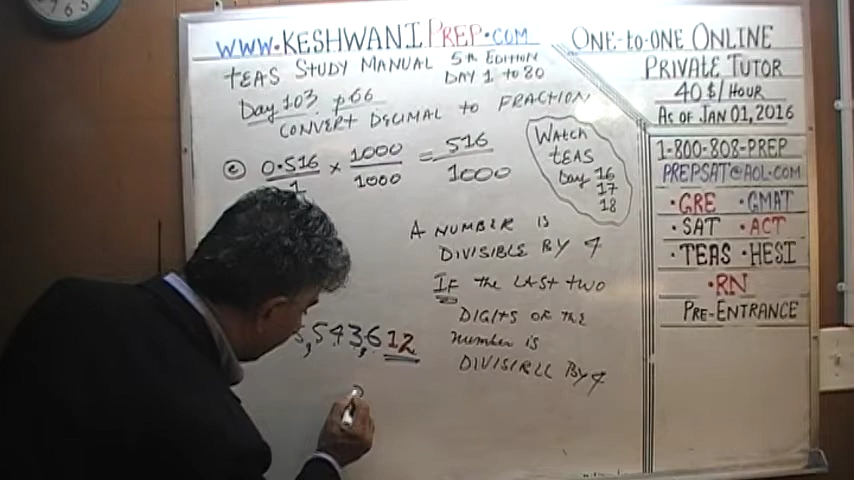 WWW.KESHWANIPREP.COM
TEAS STUDY MANUAL 5th EDITION
DAY 1 to 80
Day 103. p66
CONVERT DECIMAL to FRACTION
c 0.516/1 × 1000/1000 = 516/1000
Watch
tEAS
Day 16
17
18
A NUMBER IS
DIVISIBLE BY 4
IF the LAST two
DIGITS OF the
Number is
DIVISIBLE BY 4
5,543,612
ONE-to-ONE ONLINE
PRIVATE TUTOR
40$/HOUR
AS OF JAN 01, 2016
1-800-808-PREP
PREPSAT@AOL.COM
•GRE •GMAT
•SAT •ACT
•TEAS •HESI
•RN
PRE-ENTRANCE